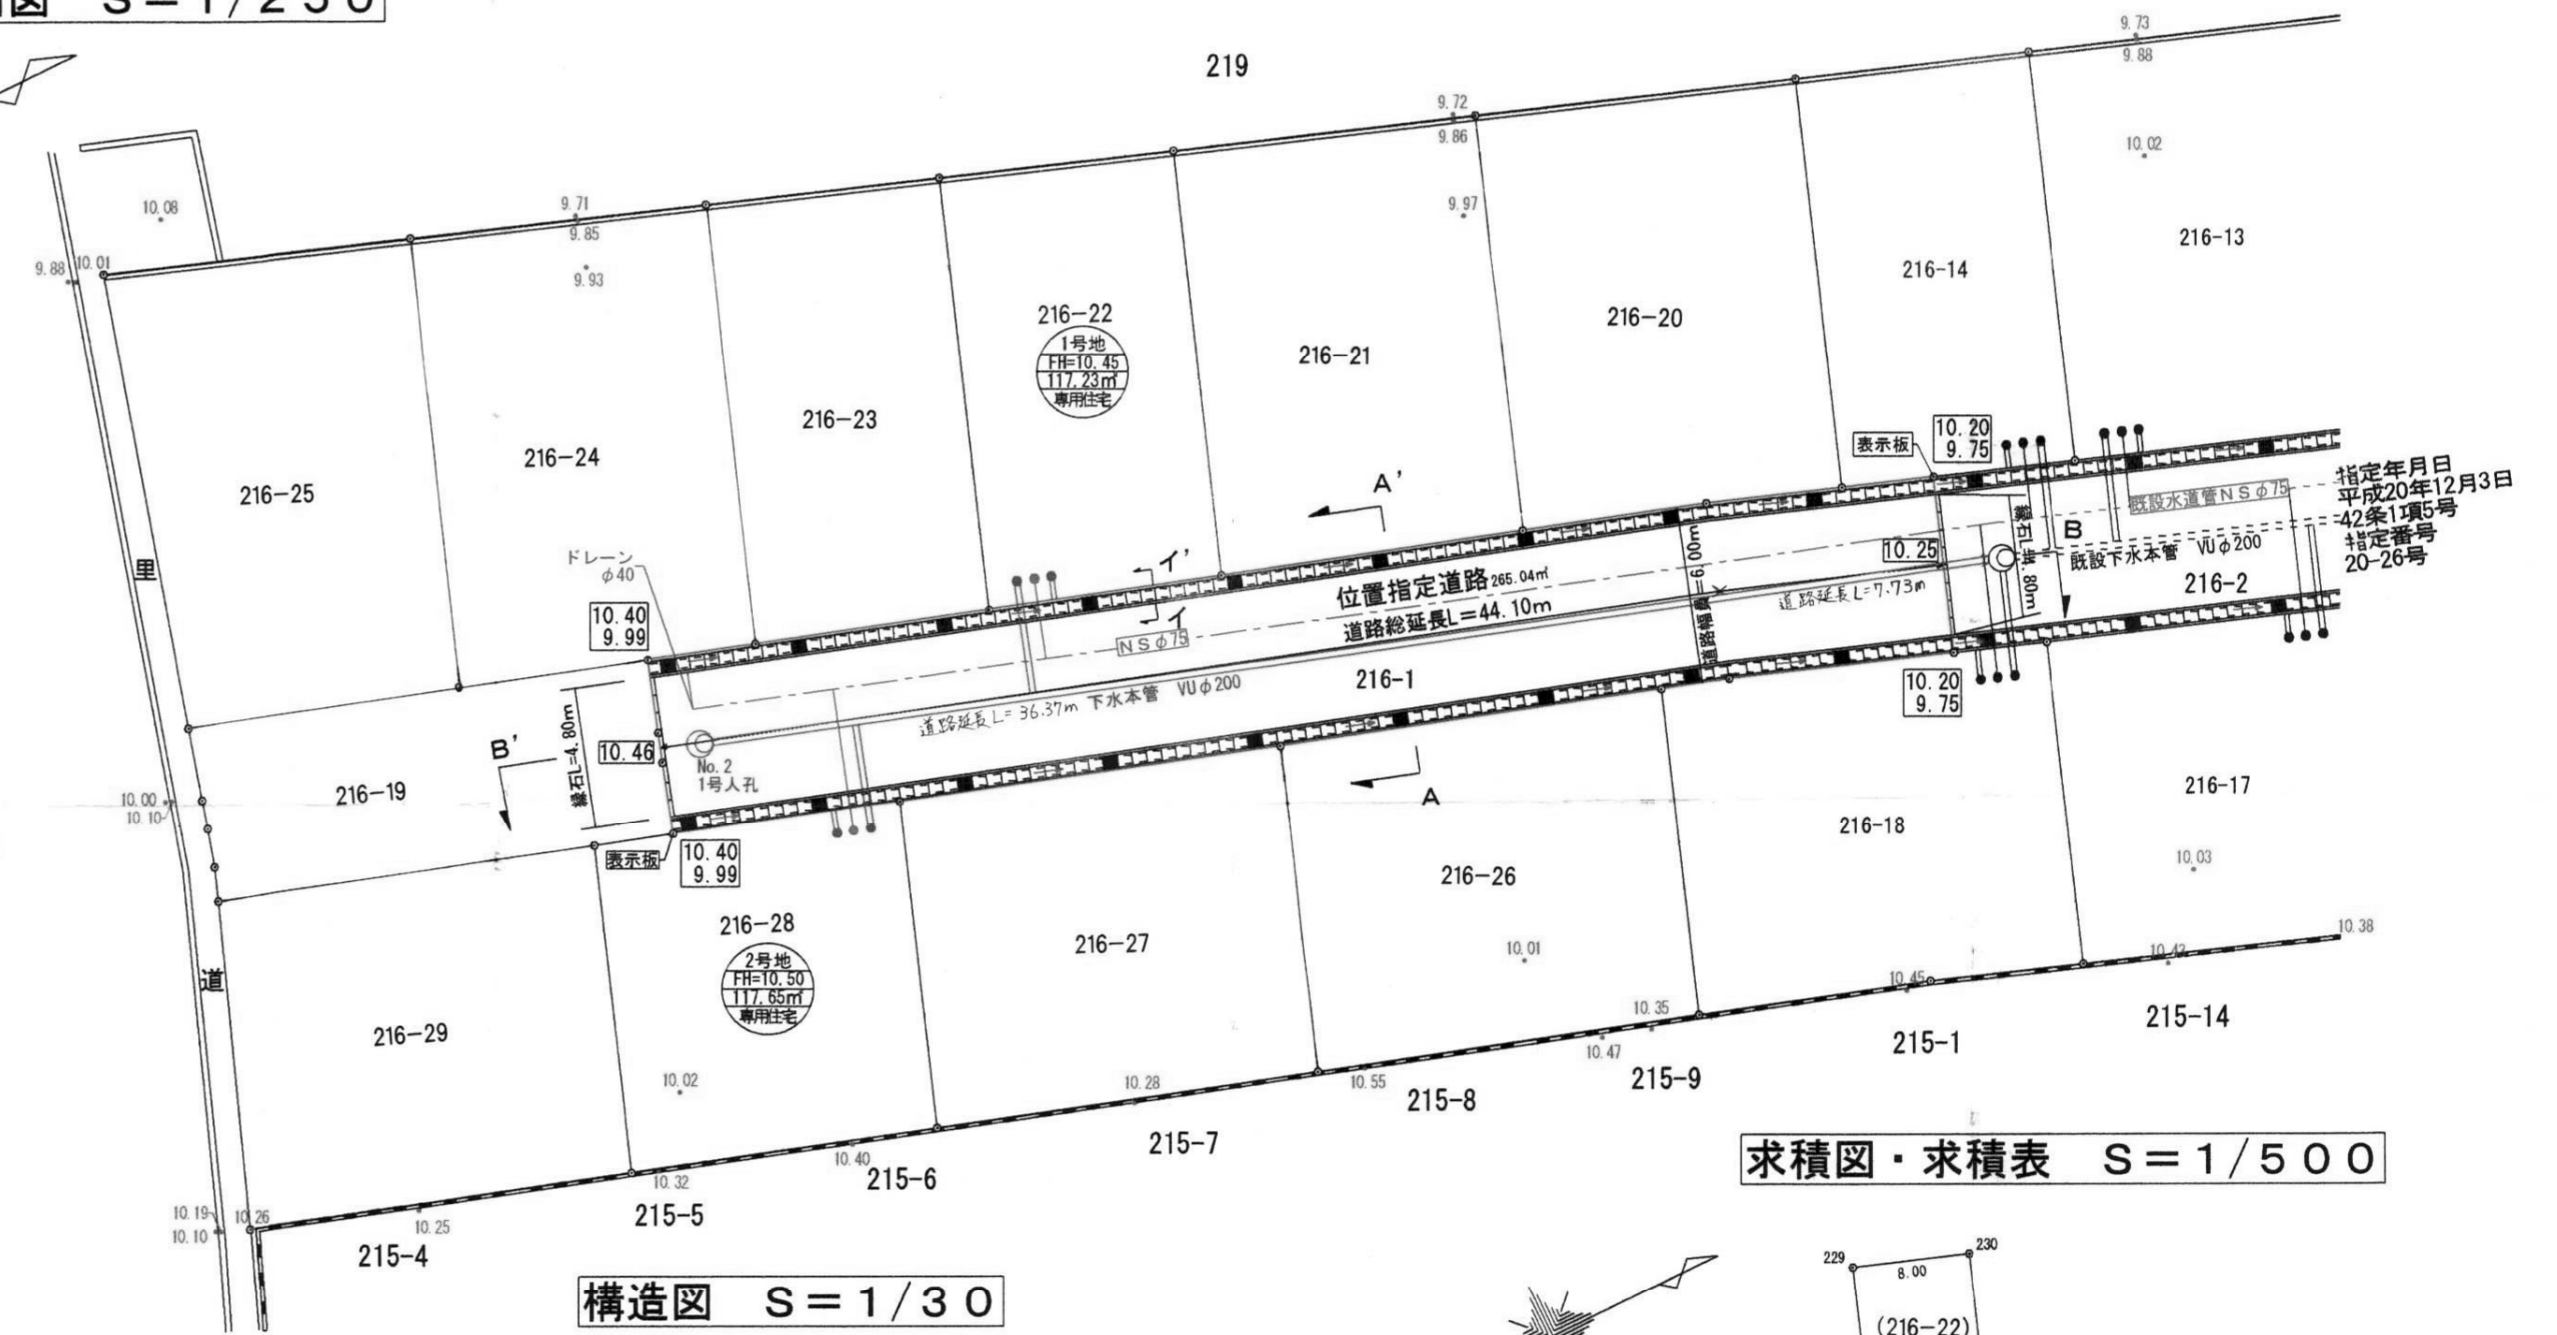 図　Ｓ＝１/２５０
219
9.73
9.88
9.72
9.86
10.02
10.08
9.71
9.85
9.97
9.93
9.88
10.01
216-13
216-14
216-20
216-22
1号地
FH=10.45
117.23㎡
専用住宅
216-21
216-23
216-24
216-25
表示板
10.20
9.75
指定年月日
平成20年12月3日
42条1項5号
指定番号
20-26号
既設水道管ＮＳφ75
A'
B
縁石L=4.80m
既設下水本管　VUφ200
216-2
10.25
イ'
イ
ドレーン
φ40
里
10.40
9.99
位置指定道路 265.04㎡
道路総延長L=44.10m
道路幅員=6.00m
道路延長L=7.73m
ＮＳφ75
216-1
10.20
9.75
道路延長L=36.37m 下水本管　VUφ200
B'
縁石L=4.80m
10.46
No.2
1号人孔
A
216-19
10.00
10.10
216-17
216-18
10.03
表示板
10.40
9.99
216-26
216-28
2号地
FH=10.50
117.65㎡
専用住宅
216-27
10.01
10.38
10.43
10.45
道
216-29
10.02
10.35
10.47
215-14
215-1
215-9
10.28
10.55
215-8
215-7
10.40
215-6
求積図・求積表　Ｓ＝１/５００
10.32
215-5
10.19
10.10
10.26
10.25
215-4
229
230
8.00
(216-22)
構造図　Ｓ＝１/３０